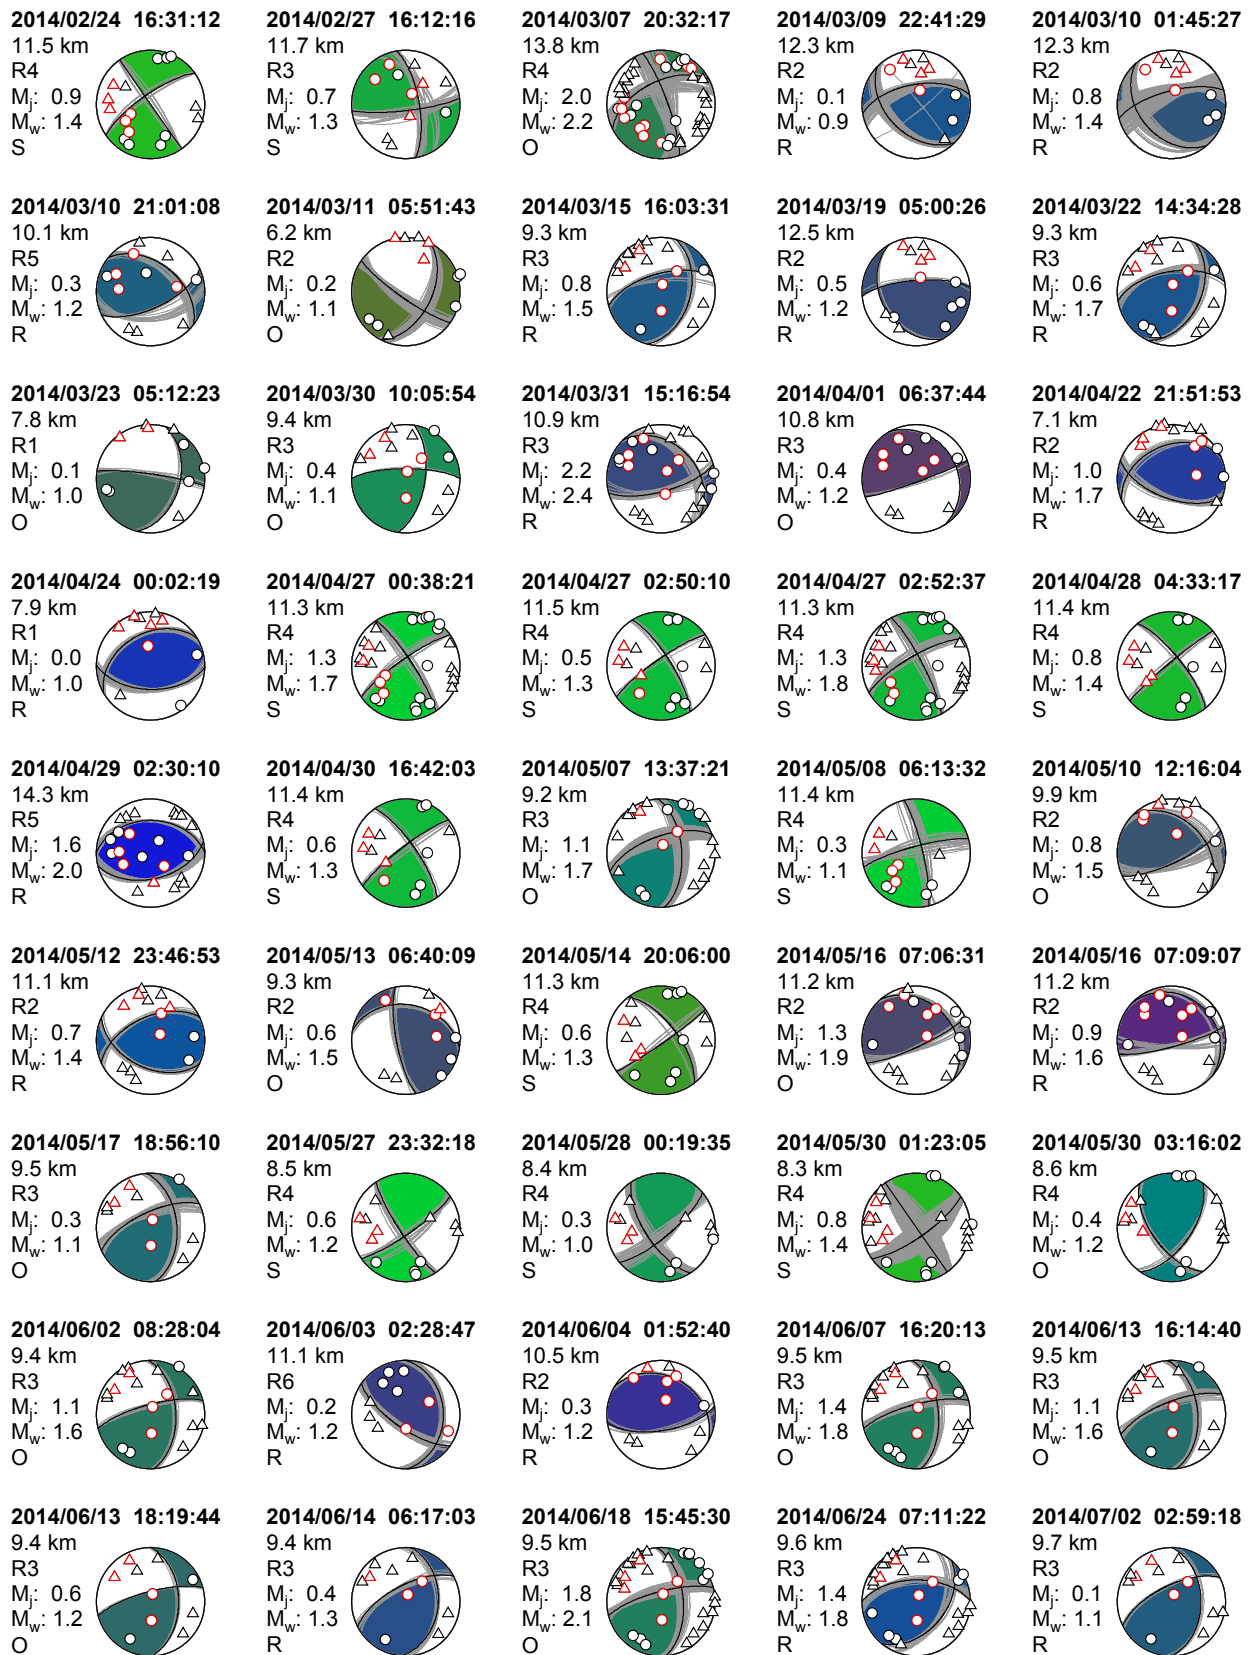 2014/02/24 16:31:12
11.5 km
R4
Mj: 0.9
Mw: 1.4
S
2014/02/27 16:12:16
11.7 km
R3
Mj: 0.7
Mw: 1.3
S
2014/03/07 20:32:17
13.8 km
R4
Mj: 2.0
Mw: 2.2
O
2014/03/09 22:41:29
12.3 km
R2
Mj: 0.1
Mw: 0.9
R
2014/03/10 01:45:27
12.3 km
R2
Mj: 0.8
Mw: 1.4
R
2014/03/10 21:01:08
10.1 km
R5
Mj: 0.3
Mw: 1.2
R
2014/03/11 05:51:43
6.2 km
R2
Mj: 0.2
Mw: 1.1
O
2014/03/15 16:03:31
9.3 km
R3
Mj: 0.8
Mw: 1.5
R
2014/03/19 05:00:26
12.5 km
R2
Mj: 0.5
Mw: 1.2
R
2014/03/22 14:34:28
9.3 km
R3
Mj: 0.6
Mw: 1.7
R
2014/03/23 05:12:23
7.8 km
R1
Mj: 0.1
Mw: 1.0
O
2014/03/30 10:05:54
9.4 km
R3
Mj: 0.4
Mw: 1.1
O
2014/03/31 15:16:54
10.9 km
R3
Mj: 2.2
Mw: 2.4
R
2014/04/01 06:37:44
10.8 km
R3
Mj: 0.4
Mw: 1.2
O
2014/04/22 21:51:53
7.1 km
R2
Mj: 1.0
Mw: 1.7
R
2014/04/24 00:02:19
7.9 km
R1
Mj: 0.0
Mw: 1.0
R
2014/04/27 00:38:21
11.3 km
R4
Mj: 1.3
Mw: 1.7
S
2014/04/27 02:50:10
11.5 km
R4
Mj: 0.5
Mw: 1.3
S
2014/04/27 02:52:37
11.3 km
R4
Mj: 1.3
Mw: 1.8
S
2014/04/28 04:33:17
11.4 km
R4
Mj: 0.8
Mw: 1.4
S
2014/04/29 02:30:10
14.3 km
R5
Mj: 1.6
Mw: 2.0
R
2014/04/30 16:42:03
11.4 km
R4
Mj: 0.6
Mw: 1.3
S
2014/05/07 13:37:21
9.2 km
R3
Mj: 1.1
Mw: 1.7
O
2014/05/08 06:13:32
11.4 km
R4
Mj: 0.3
Mw: 1.1
S
2014/05/10 12:16:04
9.9 km
R2
Mj: 0.8
Mw: 1.5
O
2014/05/12 23:46:53
11.1 km
R2
Mj: 0.7
Mw: 1.4
R
2014/05/13 06:40:09
9.3 km
R2
Mj: 0.6
Mw: 1.5
O
2014/05/14 20:06:00
11.3 km
R4
Mj: 0.6
Mw: 1.3
S
2014/05/16 07:06:31
11.2 km
R2
Mj: 1.3
Mw: 1.9
O
2014/05/16 07:09:07
11.2 km
R2
Mj: 0.9
Mw: 1.6
R
2014/05/17 18:56:10
9.5 km
R3
Mj: 0.3
Mw: 1.1
O
2014/05/27 23:32:18
8.5 km
R4
Mj: 0.6
Mw: 1.2
S
2014/05/28 00:19:35
8.4 km
R4
Mj: 0.3
Mw: 1.0
S
2014/05/30 01:23:05
8.3 km
R4
Mj: 0.8
Mw: 1.4
S
2014/05/30 03:16:02
8.6 km
R4
Mj: 0.4
Mw: 1.2
O
2014/06/02 08:28:04
9.4 km
R3
Mj: 1.1
Mw: 1.6
O
2014/06/03 02:28:47
11.1 km
R6
Mj: 0.2
Mw: 1.2
R
2014/06/04 01:52:40
10.5 km
R2
Mj: 0.3
Mw: 1.2
R
2014/06/07 16:20:13
9.5 km
R3
Mj: 1.4
Mw: 1.8
O
2014/06/13 16:14:40
9.5 km
R3
Mj: 1.1
Mw: 1.6
O
2014/06/13 18:19:44
9.4 km
R3
Mj: 0.6
Mw: 1.2
O
2014/06/14 06:17:03
9.4 km
R3
Mj: 0.4
Mw: 1.3
R
2014/06/18 15:45:30
9.5 km
R3
Mj: 1.8
Mw: 2.1
O
2014/06/24 07:11:22
9.6 km
R3
Mj: 1.4
Mw: 1.8
R
2014/07/02 02:59:18
9.7 km
R3
Mj: 0.1
Mw: 1.1
R